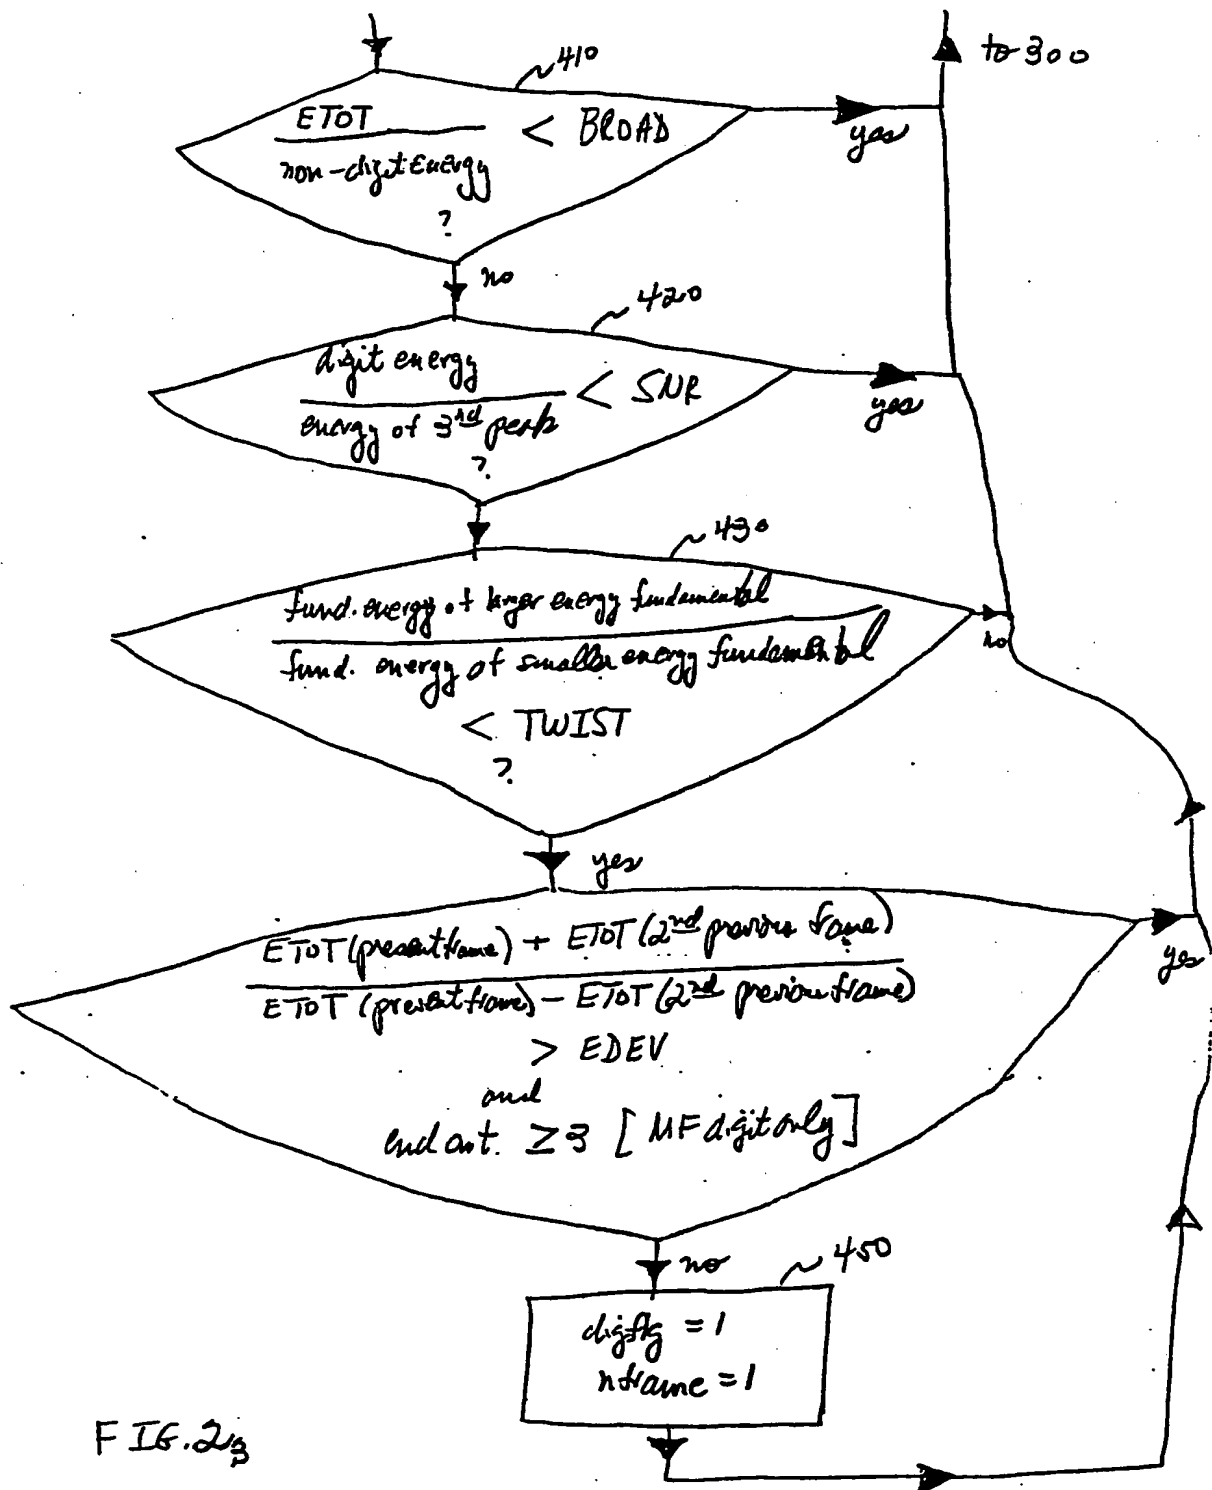 to 300
410
ETOT
< BROAD
non-digit energy
?
yes
no
420
digit energy
< SNR
energy of 3rd peak
?
yes
430
fund. energy of larger energy fundamental
fund. energy of smaller energy fundamental
no
< TWIST
?
yes
ETOT (present frame) + ETOT (2nd previous frame)
ETOT (present frame) - ETOT (2nd previous frame)
yes
> EDEV
and
end cnt. ≥ 3 [MF digit only]
no
450
digflg = 1
nframe = 1
FIG. 23